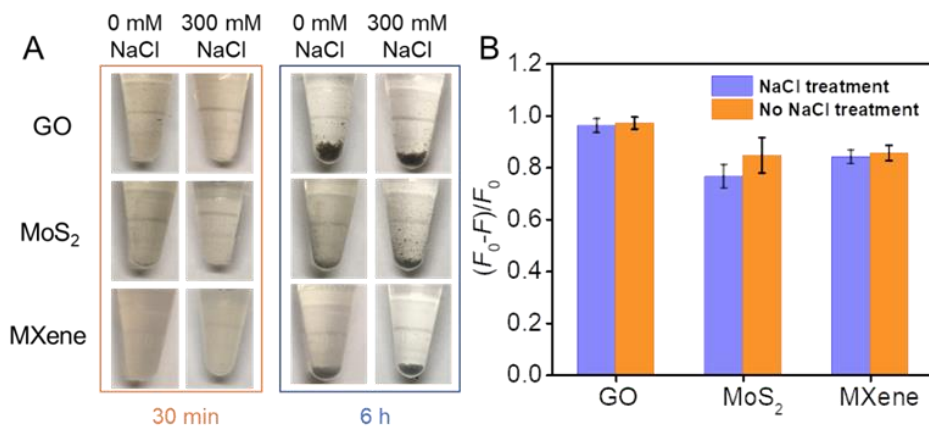 A
0 mM NaCl
300 mM NaCl
0 mM NaCl
300 mM NaCl
GO
MoS₂
MXene
30 min
6 h
B
(F₀-F)/F₀
1.2
1.0
0.8
0.6
0.4
0.2
0.0
NaCl treatment
No NaCl treatment
GO
MoS₂
MXene